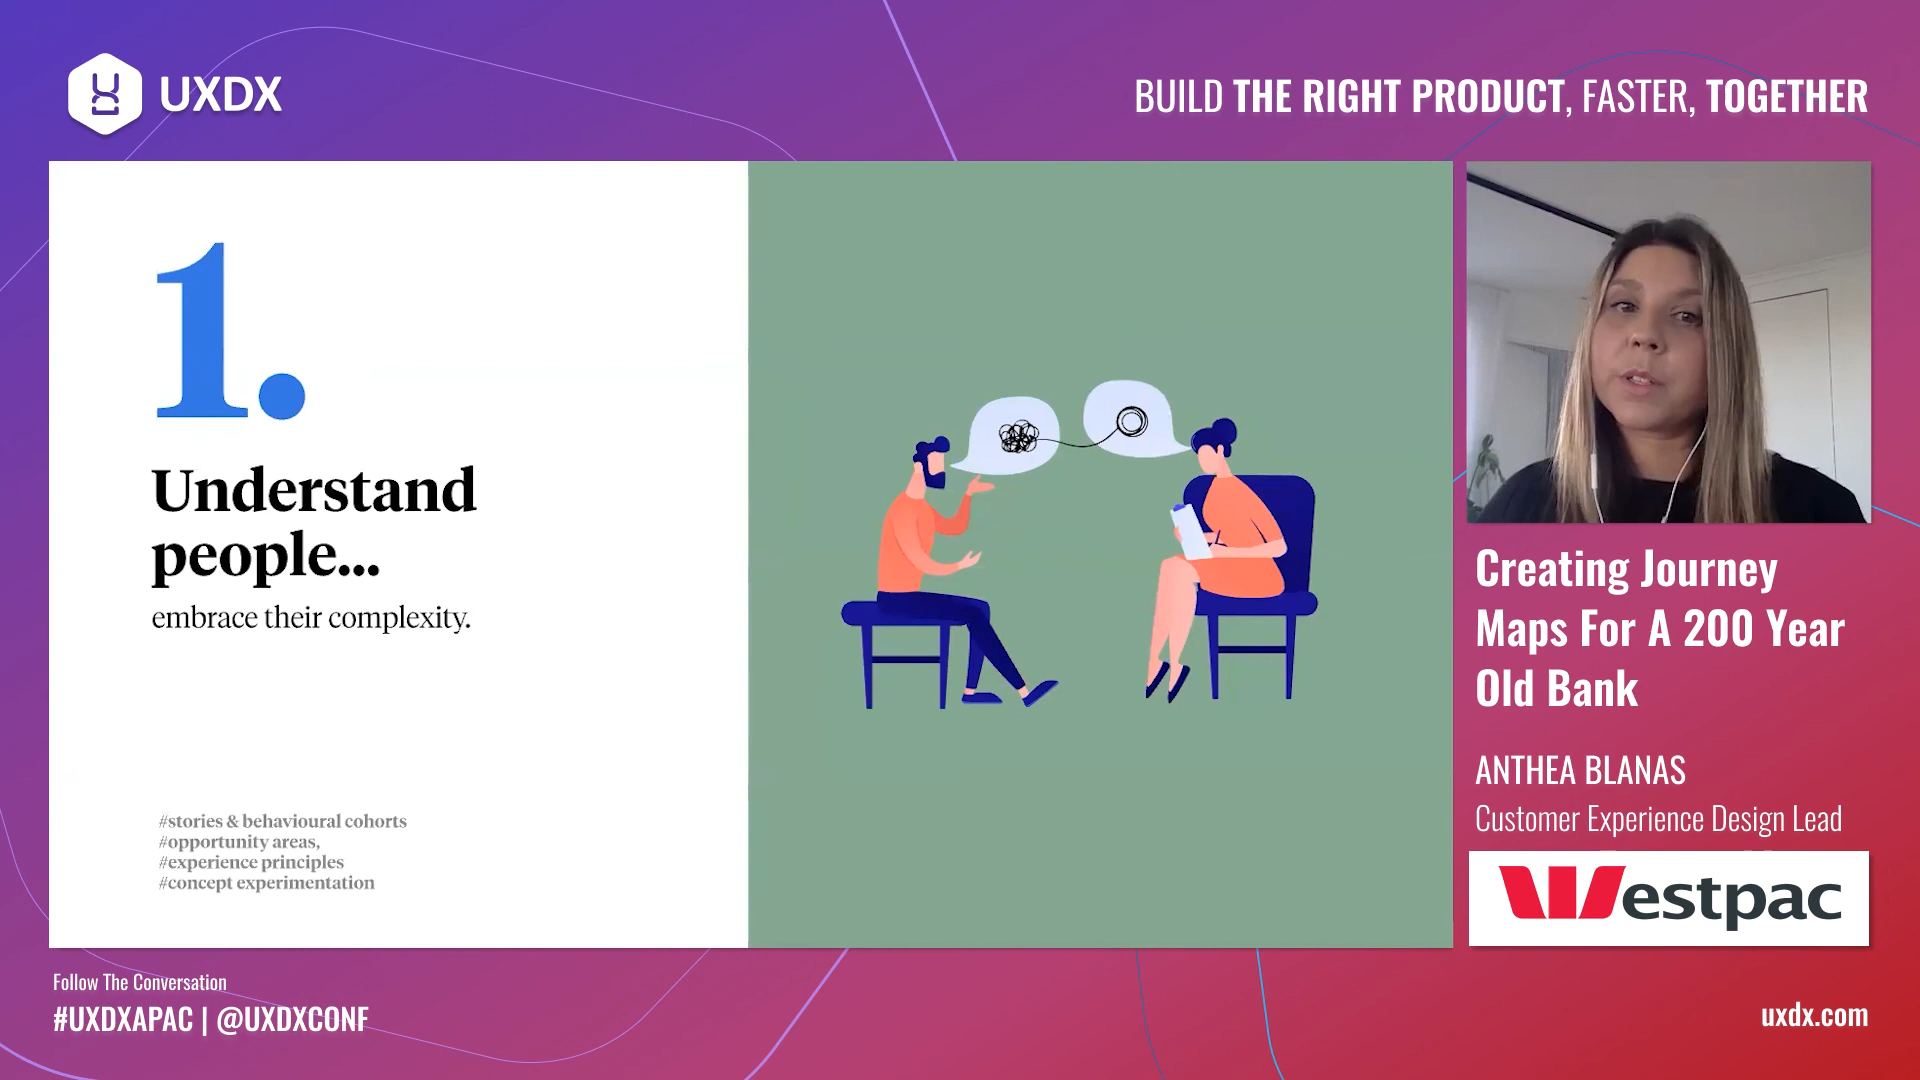 UXDX
BUILD THE RIGHT PRODUCT, FASTER, TOGETHER
1.
Understand
people...
embrace their complexity.
#stories & behavioural cohorts
#opportunity areas,
#experience principles
#concept experimentation
Creating Journey
Maps For A 200 Year
Old Bank
ANTHEA BLANAS
Customer Experience Design Lead
Westpac
Follow The Conversation
#UXDXAPAC | @UXDXCONF
uxdx.com